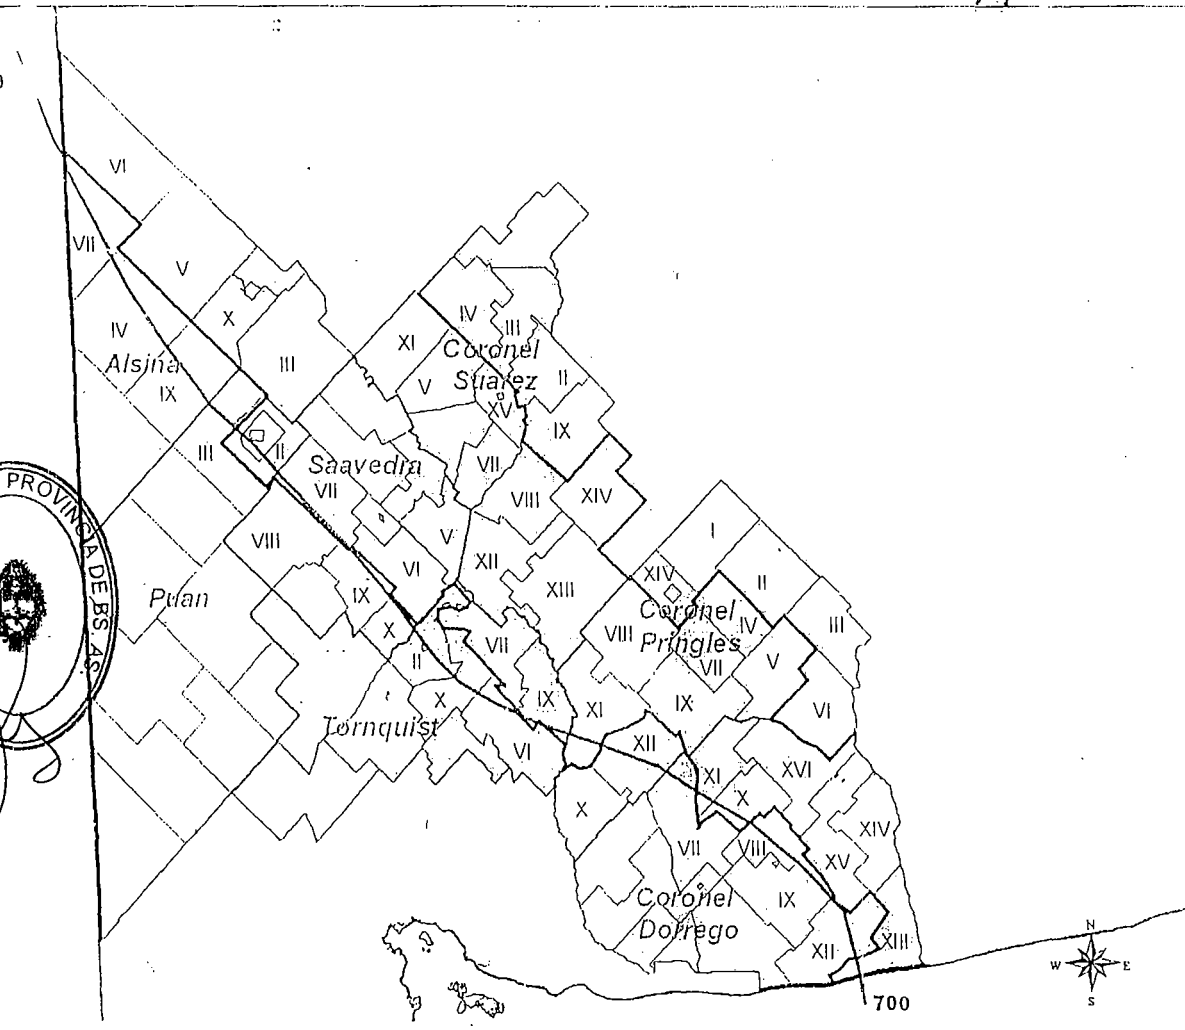 VI
VII
V
IV
X
Alsina
IX
III
XI
IV
III
Coronel
Suarez
V
II
XV
IX
III
II
Saavedra
VII
VII
VIII
XIV
VIII
V
VI
XII
XIII
IX
X
II
Puan
Tornquist
X
VII
IX
VI
XI
I
XIV
II
Coronel
Pringles
VIII
IV
III
VII
V
IX
VI
XII
XI
XVI
X
X
XIV
VII
VIII
XV
Coronel
Dorrego
IX
XII
XIII
700
PROVINCIA DE BS AS.
N
W E
S